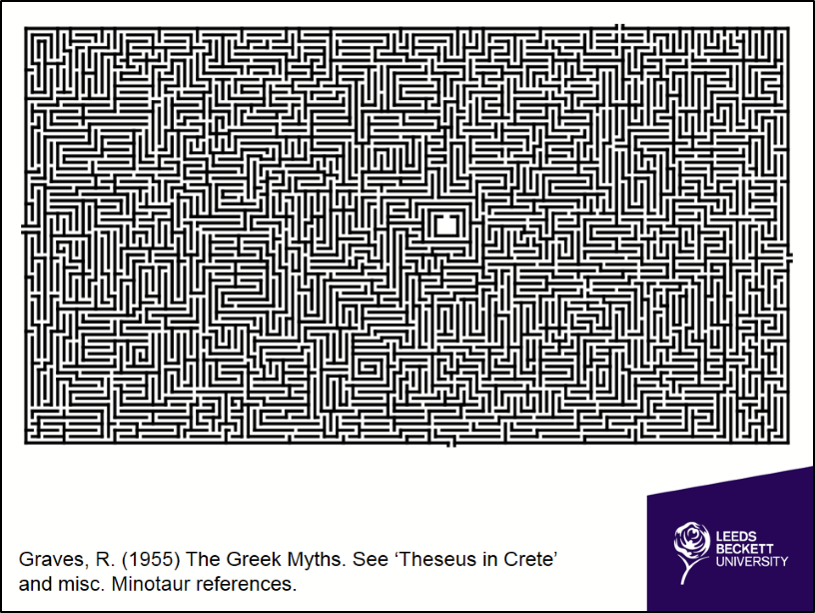 Graves, R. (1955) The Greek Myths. See ‘Theseus in Crete’
and misc. Minotaur references.
LEEDS
BECKETT
UNIVERSITY